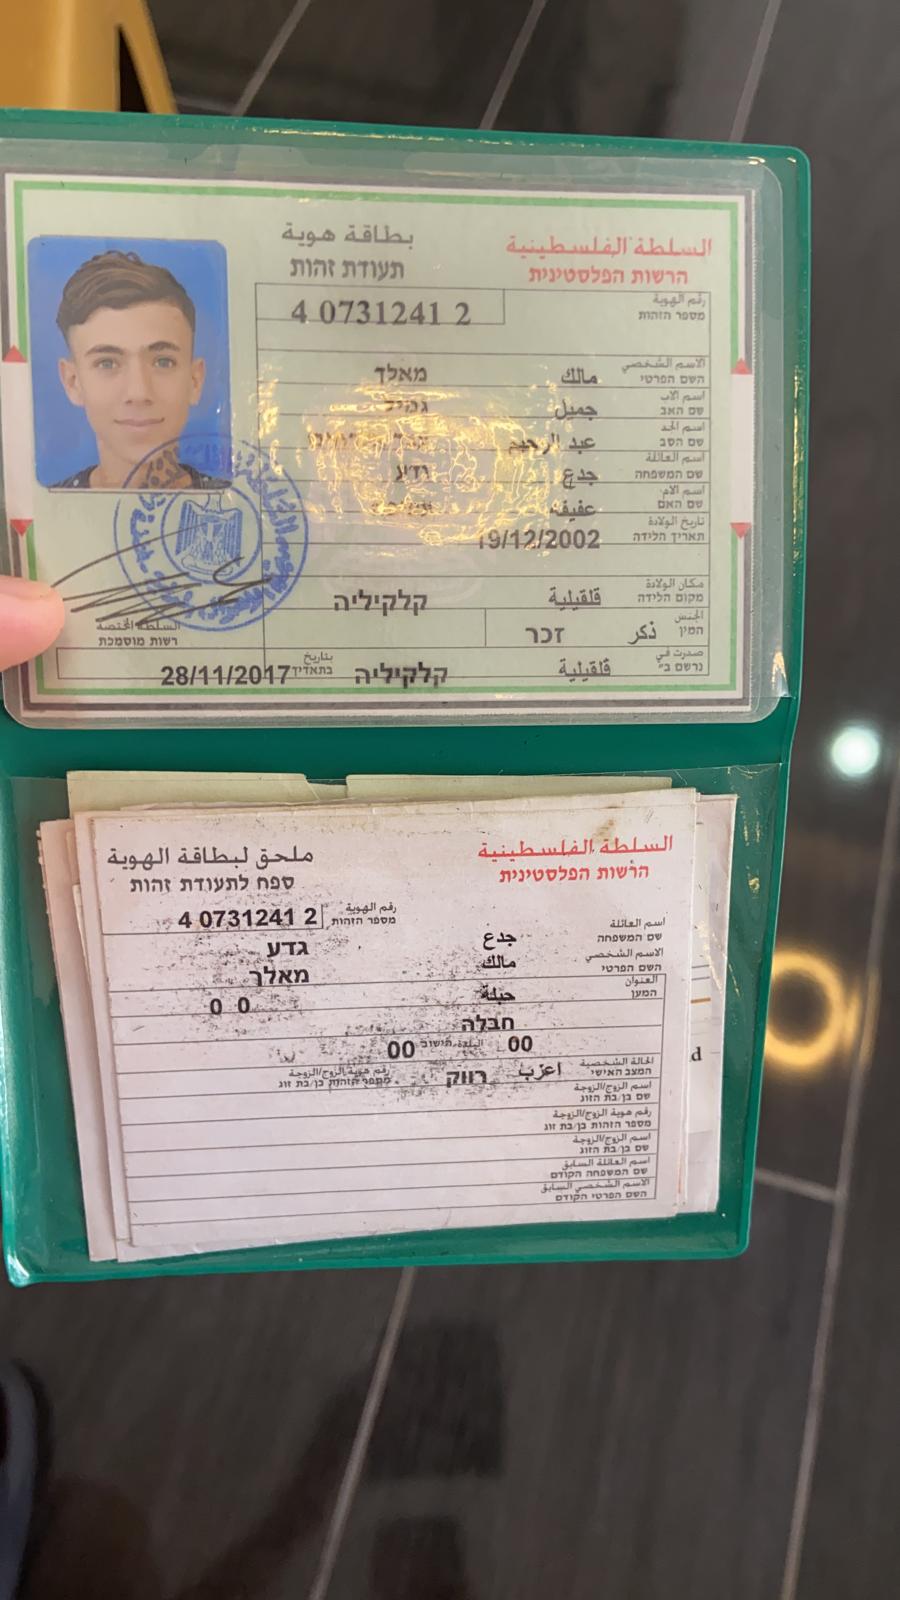 السلطة الفلسطينية
הרשות הפלסטינית
بطاقة هوية
תעודת זהות
رقم الهوية
מספר הזהות
4 0731241 2
الاسم الشخصي
השם הפרטי
مالك
מאלך
اسم الاب
שם האב
جميل
גמיל
اسم الجد
שם הסב
عبد الرحيم
اسم العائلة
שם המשפחה
جدع
גדע
اسم الام
שם האם
عفيفه
تاريخ الولادة
תאריך הלידה
19/12/2002
مكان الولادة
מקום הלידה
قلقيلية
קלקיליה
الجنس
המין
ذكر
זכר
صدرت في
נרשם ב
قلقيلية
קלקיליה
بتاريخ
בתאריך
28/11/2017
السلطة المختصة
רשות מוסמכת
السلطة الفلسطينية
הרשות הפלסטינית
ملحق لبطاقة الهوية
ספח לתעודת זהות
رقم الهوية
מספר הזהות
4 0731241 2
اسم العائلة
שם המשפחה
جدع
גדע
الاسم الشخصي
השם הפרטי
مالك
מאלך
العنوان
המען
حبلة
0 0
חבלה
00
البلدة
הישוב
00
الحالة الشخصية
המצב האישי
اعزب
רווק
رقم هوية الزوج/الزوجة
מספר הזהות בן/בת זוג
اسم الزوج/الزوجة
שם בן/בת הזוג
رقم هوية الزوج/الزوجة
מספר הזהות בן/בת זוג
اسم الزوج/الزوجة
שם בן/בת הזוג
اسم العائلة السابق
שם המשפחה הקודם
الاسم الشخصي السابق
השם הפרטי הקודם